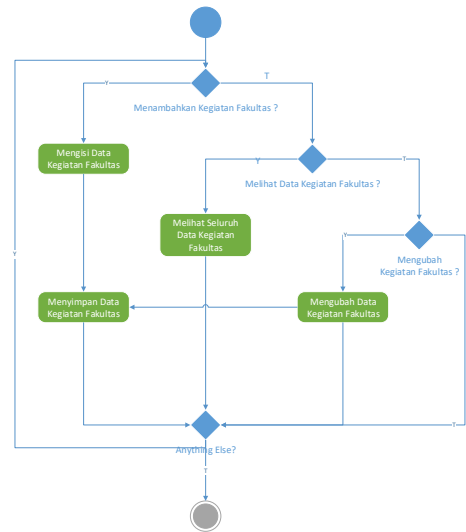 Y
T
Menambahkan Kegiatan Fakultas ?
Mengisi Data
Kegiatan Fakultas
Y
T
Melihat Data Kegiatan Fakultas ?
Melihat Seluruh
Data Kegiatan
Fakultas
Y
Y
Mengubah
Kegiatan Fakultas ?
Menyimpan Data
Kegiatan Fakultas
Mengubah Data
Kegiatan Fakultas
T
Anything Else?
T